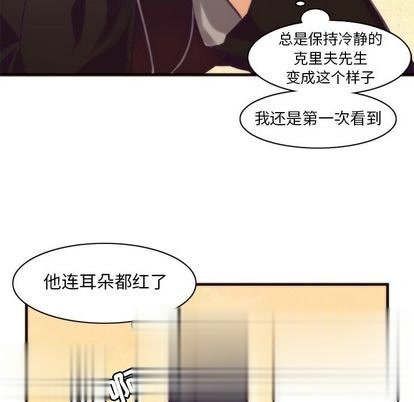 总是保持冷静的
克里夫先生
变成这个样子
我还是第一次看到
他连耳朵都红了